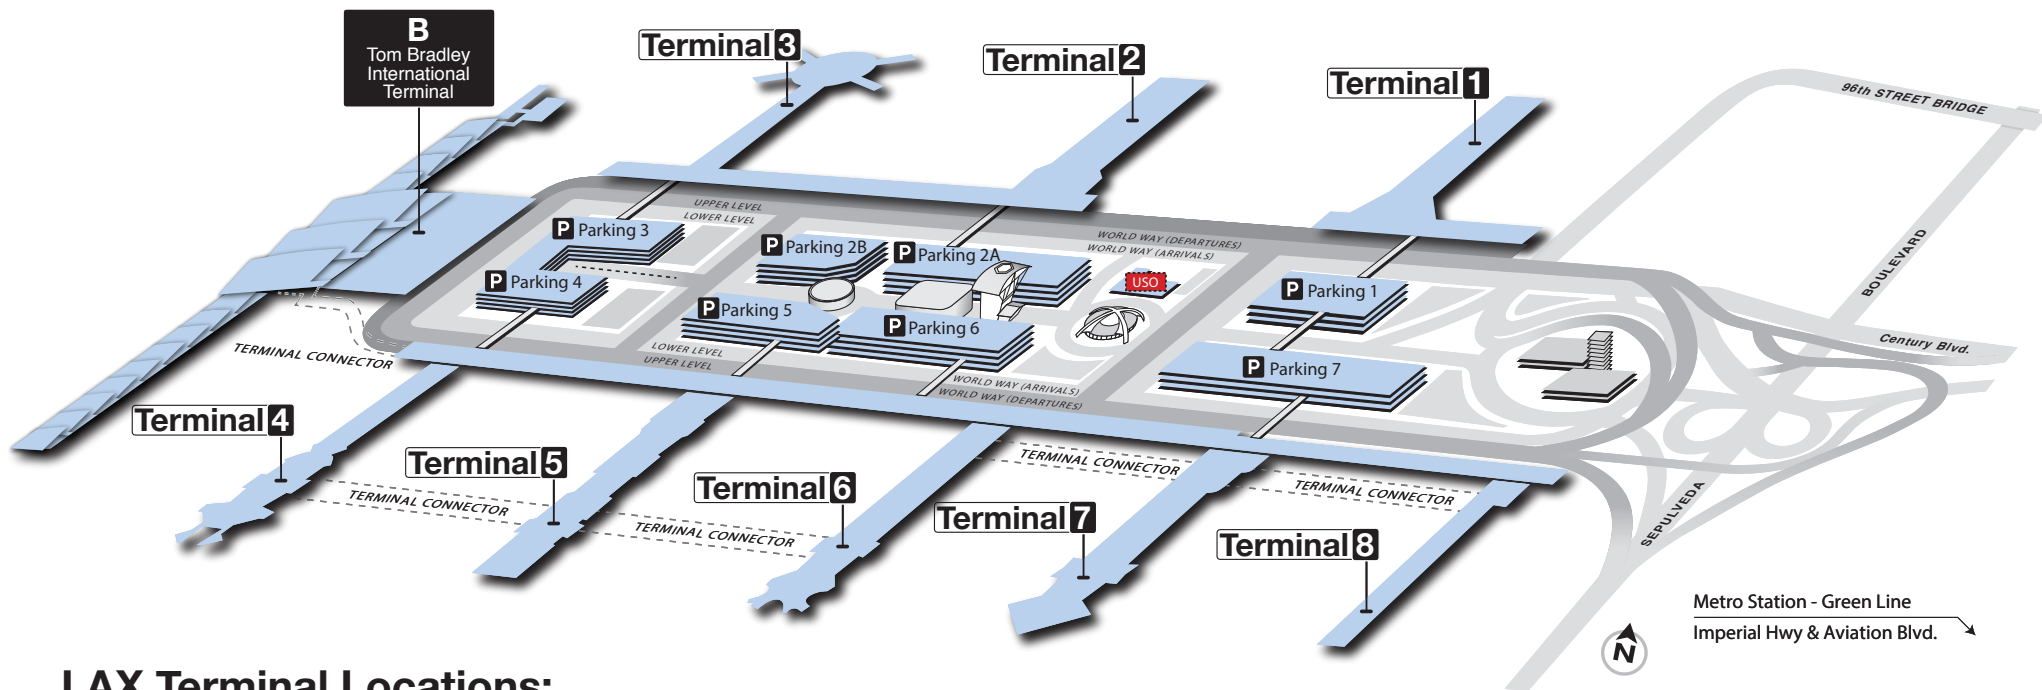 B
Tom Bradley
International
Terminal
Terminal 3
Terminal 2
Terminal 1
96th STREET BRIDGE
BOULEVARD
Century Blvd.
UPPER LEVEL
LOWER LEVEL
WORLD WAY (DEPARTURES)
WORLD WAY (ARRIVALS)
P Parking 3
P Parking 2B
P Parking 2A
USO
P Parking 4
P Parking 5
P Parking 6
P Parking 1
P Parking 7
LOWER LEVEL
UPPER LEVEL
WORLD WAY (ARRIVALS)
WORLD WAY (DEPARTURES)
TERMINAL CONNECTOR
Terminal 4
Terminal 5
Terminal 6
Terminal 7
Terminal 8
TERMINAL CONNECTOR
TERMINAL CONNECTOR
TERMINAL CONNECTOR
TERMINAL CONNECTOR
SEPULVEDA
Metro Station - Green Line
Imperial Hwy & Aviation Blvd.
N
LAX Terminal Locations: